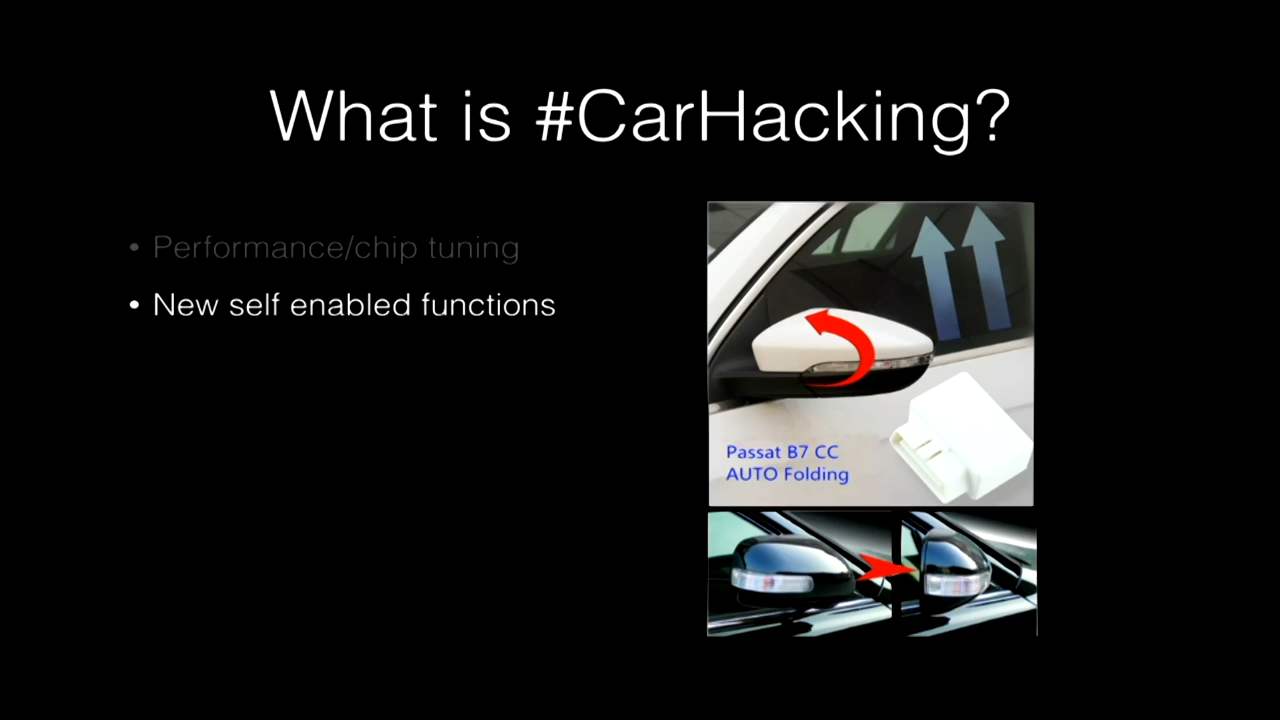 What is #CarHacking?
• Performance/chip tuning
• New self enabled functions
Passat B7 CC
AUTO Folding